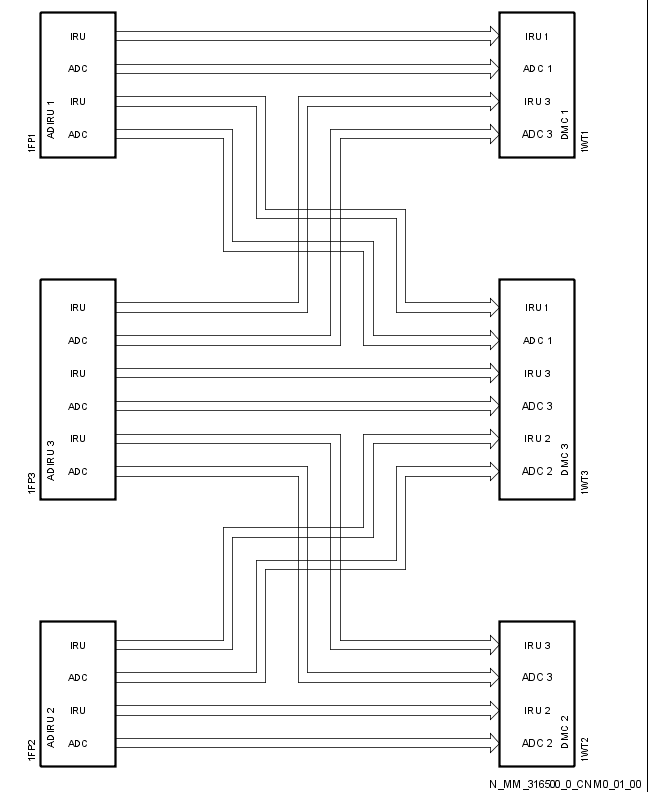 IRU
ADC
IRU
ADC
ADIRU 1
1FP1
IRU 1
ADC 1
IRU 3
ADC 3
DMC 1
1WT1
IRU
ADC
IRU
ADC
IRU
ADC
ADIRU 3
1FP3
IRU 1
ADC 1
IRU 3
ADC 3
IRU 2
ADC 2
DMC 3
1WT3
IRU
ADC
IRU
ADC
ADIRU 2
1FP2
IRU 3
ADC 3
IRU 2
ADC 2
DMC 2
1WT2
N_MM_316500_0_CNM0_01_00